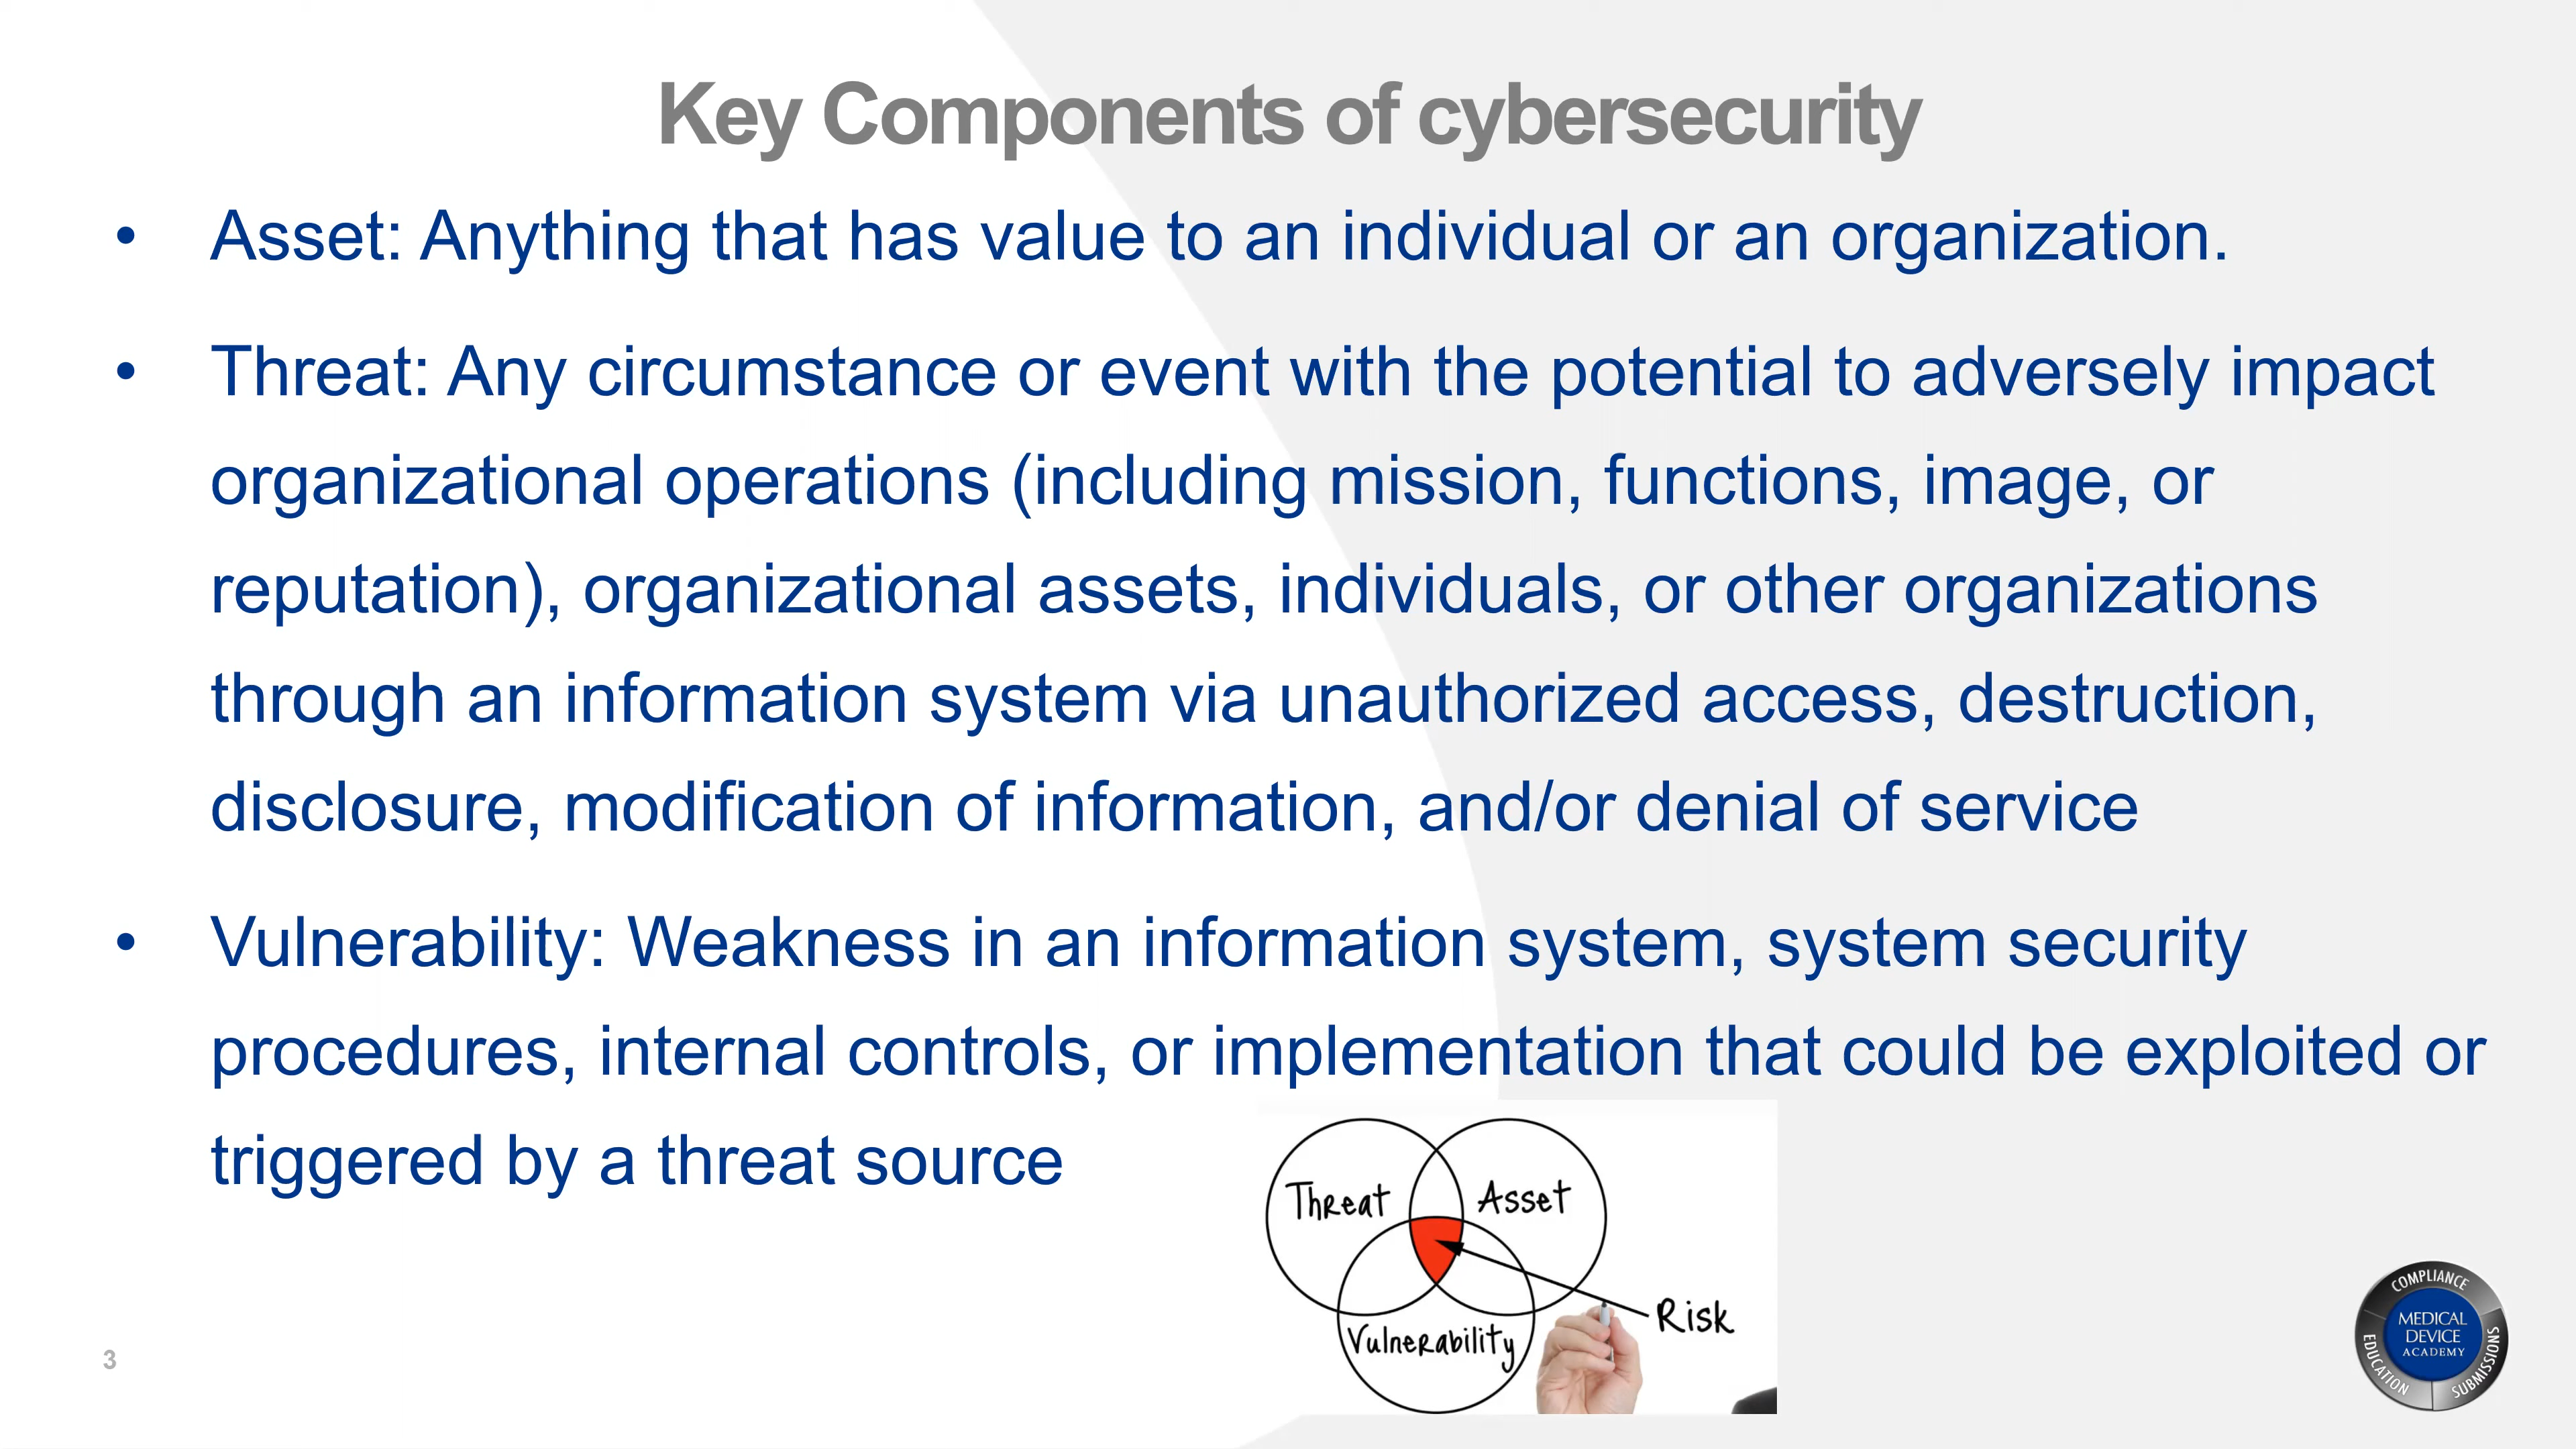 Key Components of cybersecurity
• Asset: Anything that has value to an individual or an organization.
• Threat: Any circumstance or event with the potential to adversely impact
organizational operations (including mission, functions, image, or
reputation), organizational assets, individuals, or other organizations
through an information system via unauthorized access, destruction,
disclosure, modification of information, and/or denial of service
• Vulnerability: Weakness in an information system, system security
procedures, internal controls, or implementation that could be exploited or
triggered by a threat source
Threat
Asset
Vulnerability
Risk
3
COMPLIANCE
EDUCATION
SUBMISSIONS
MEDICAL
DEVICE
ACADEMY